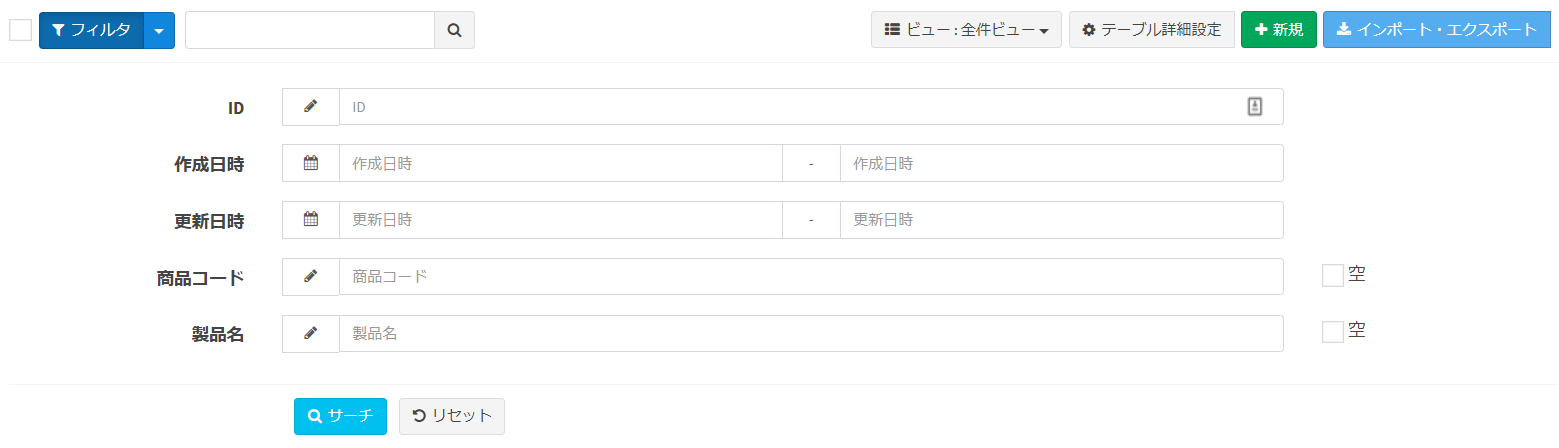 フィルタ ビュー : 全件ビュー テーブル詳細設定 新規 インポート・エクスポート
ID ID
作成日時 作成日時 - 作成日時
更新日時 更新日時 - 更新日時
商品コード 商品コード 空
製品名 製品名 空
サーチ リセット